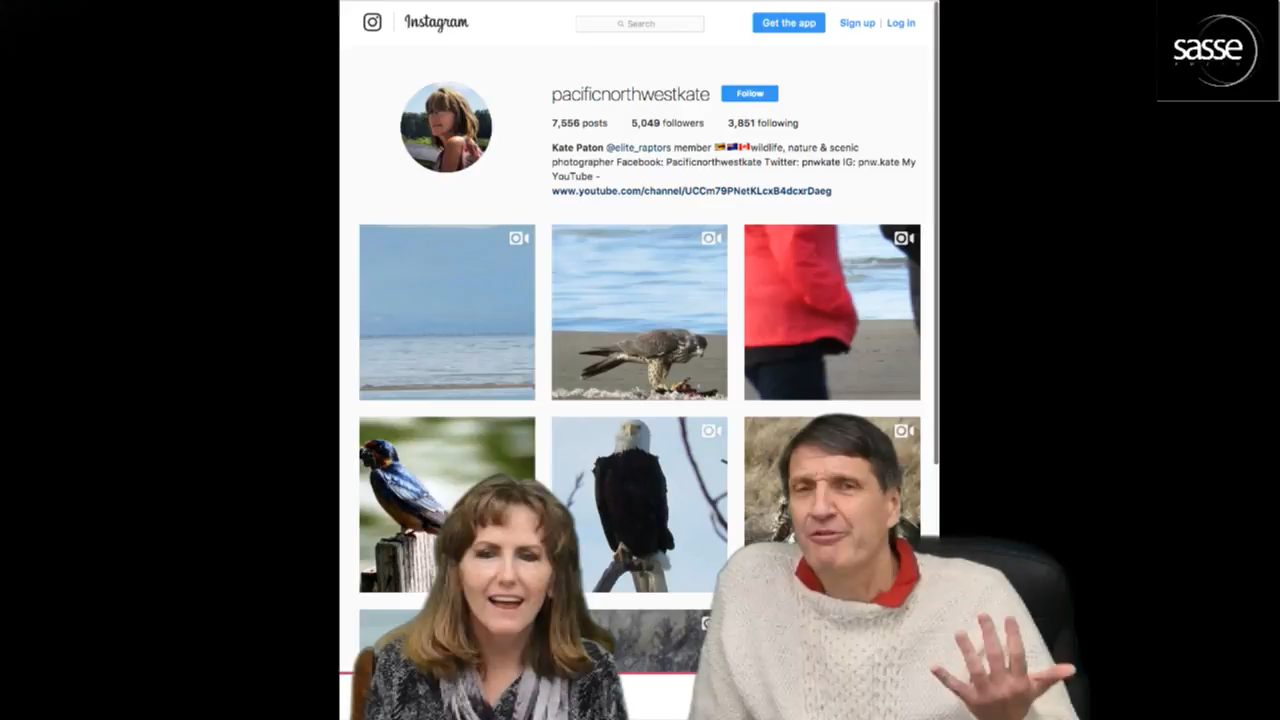 Instagram
Search
Get the app
Sign up | Log in
sasse
pacificnorthwestkate
Follow
7,556 posts 5,049 followers 3,851 following
Kate Paton @elite_raptors member 🇿🇼🇦🇺🇨🇦wildlife, nature & scenic
photographer Facebook: Pacificnorthwestkate Twitter: pnwkate IG: pnw.kate My
YouTube -
www.youtube.com/channel/UCCm79PNetKLcxB4dcxrDaeg